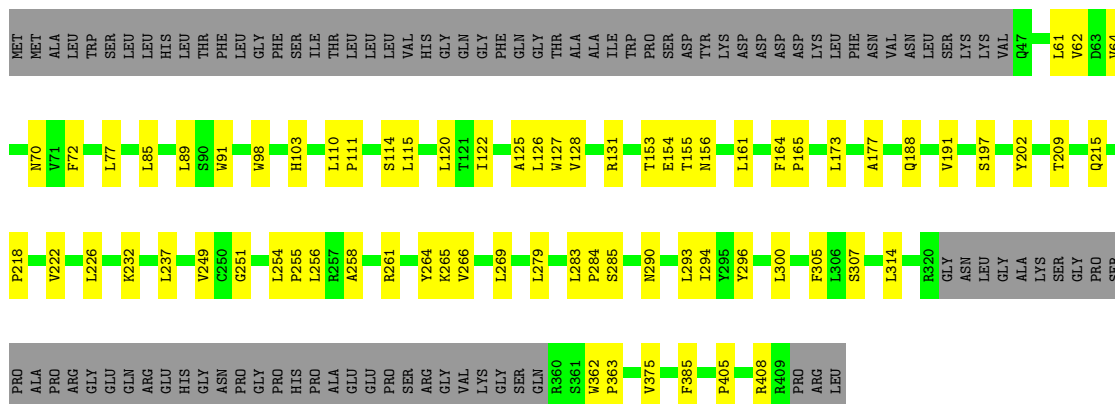 MET MET ALA LEU TRP SER LEU LEU HIS LEU THR PHE LEU GLY PHE SER ILE THR LEU LEU LEU VAL HIS GLY GLN GLY PHE GLN GLY THR ALA ALA ILE TRP PRO SER ASP TYR LYS ASP ASP ASP ASP LYS LEU PHE ASN VAL ASN LEU SER LYS LYS VAL Q47 L61 V62 D63 V64
N70 V71 F72 L77 L85 L89 S90 W91 W98 H103 L110 P111 S114 L115 L120 T121 I122 A125 L126 W127 V128 R131 T153 E154 T155 N156 L161 F164 P165 L173 A177 Q188 V191 S197 Y202 T209 Q215
P218 V222 L226 K232 L237 V249 C250 G251 L254 P255 L256 R257 A258 R261 Y264 K265 V266 L269 L279 L283 P284 S285 N290 L293 I294 Y295 Y296 L300 F305 L306 S307 L314 R320 GLY ASN LEU GLY ALA LYS SER GLY PRO SER
PRO ALA PRO ARG GLY GLU GLN ARG GLU HIS GLY ASN PRO GLY PRO HIS PRO ALA GLU GLU PRO SER ARG GLY VAL LYS GLY SER GLN R360 S361 W362 P363 V375 F385 P405 R408 R409 PRO ARG LEU